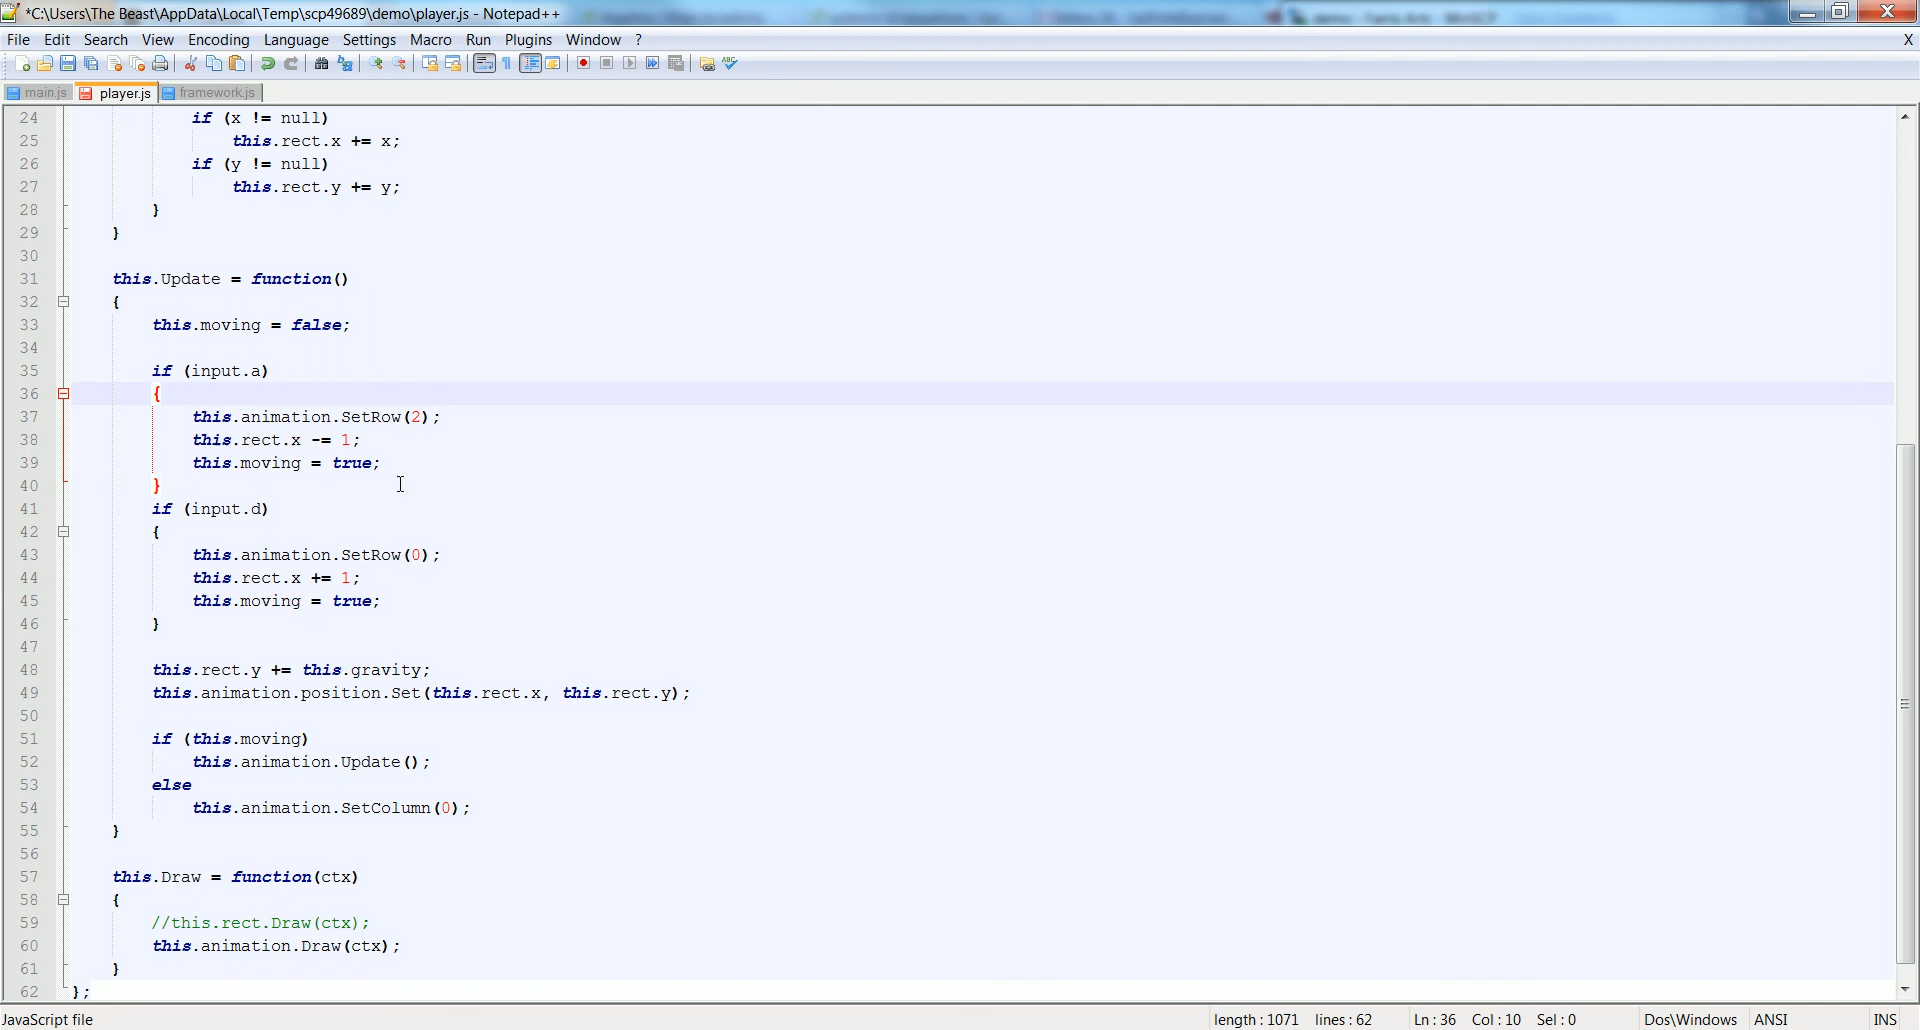 *C:\Users\The Beast\AppData\Local\Temp\scp49689\demo\player.js - Notepad++
File Edit Search View Encoding Language Settings Macro Run Plugins Window ? X
main.js player.js framework.js
24 if (x != null)
25 this.rect.x += x;
26 if (y != null)
27 this.rect.y += y;
28 }
29 }
30
31 this.Update = function()
32 {
33 this.moving = false;
34
35 if (input.a)
36 {
37 this.animation.SetRow(2);
38 this.rect.x -= 1;
39 this.moving = true;
40 }
41 if (input.d)
42 {
43 this.animation.SetRow(0);
44 this.rect.x += 1;
45 this.moving = true;
46 }
47
48 this.rect.y += this.gravity;
49 this.animation.position.Set(this.rect.x, this.rect.y);
50
51 if (this.moving)
52 this.animation.Update();
53 else
54 this.animation.SetColumn(0);
55 }
56
57 this.Draw = function(ctx)
58 {
59 //this.rect.Draw(ctx);
60 this.animation.Draw(ctx);
61 }
62 };
JavaScript file length : 1071 lines : 62 Ln : 36 Col : 10 Sel : 0 Dos\Windows ANSI INS